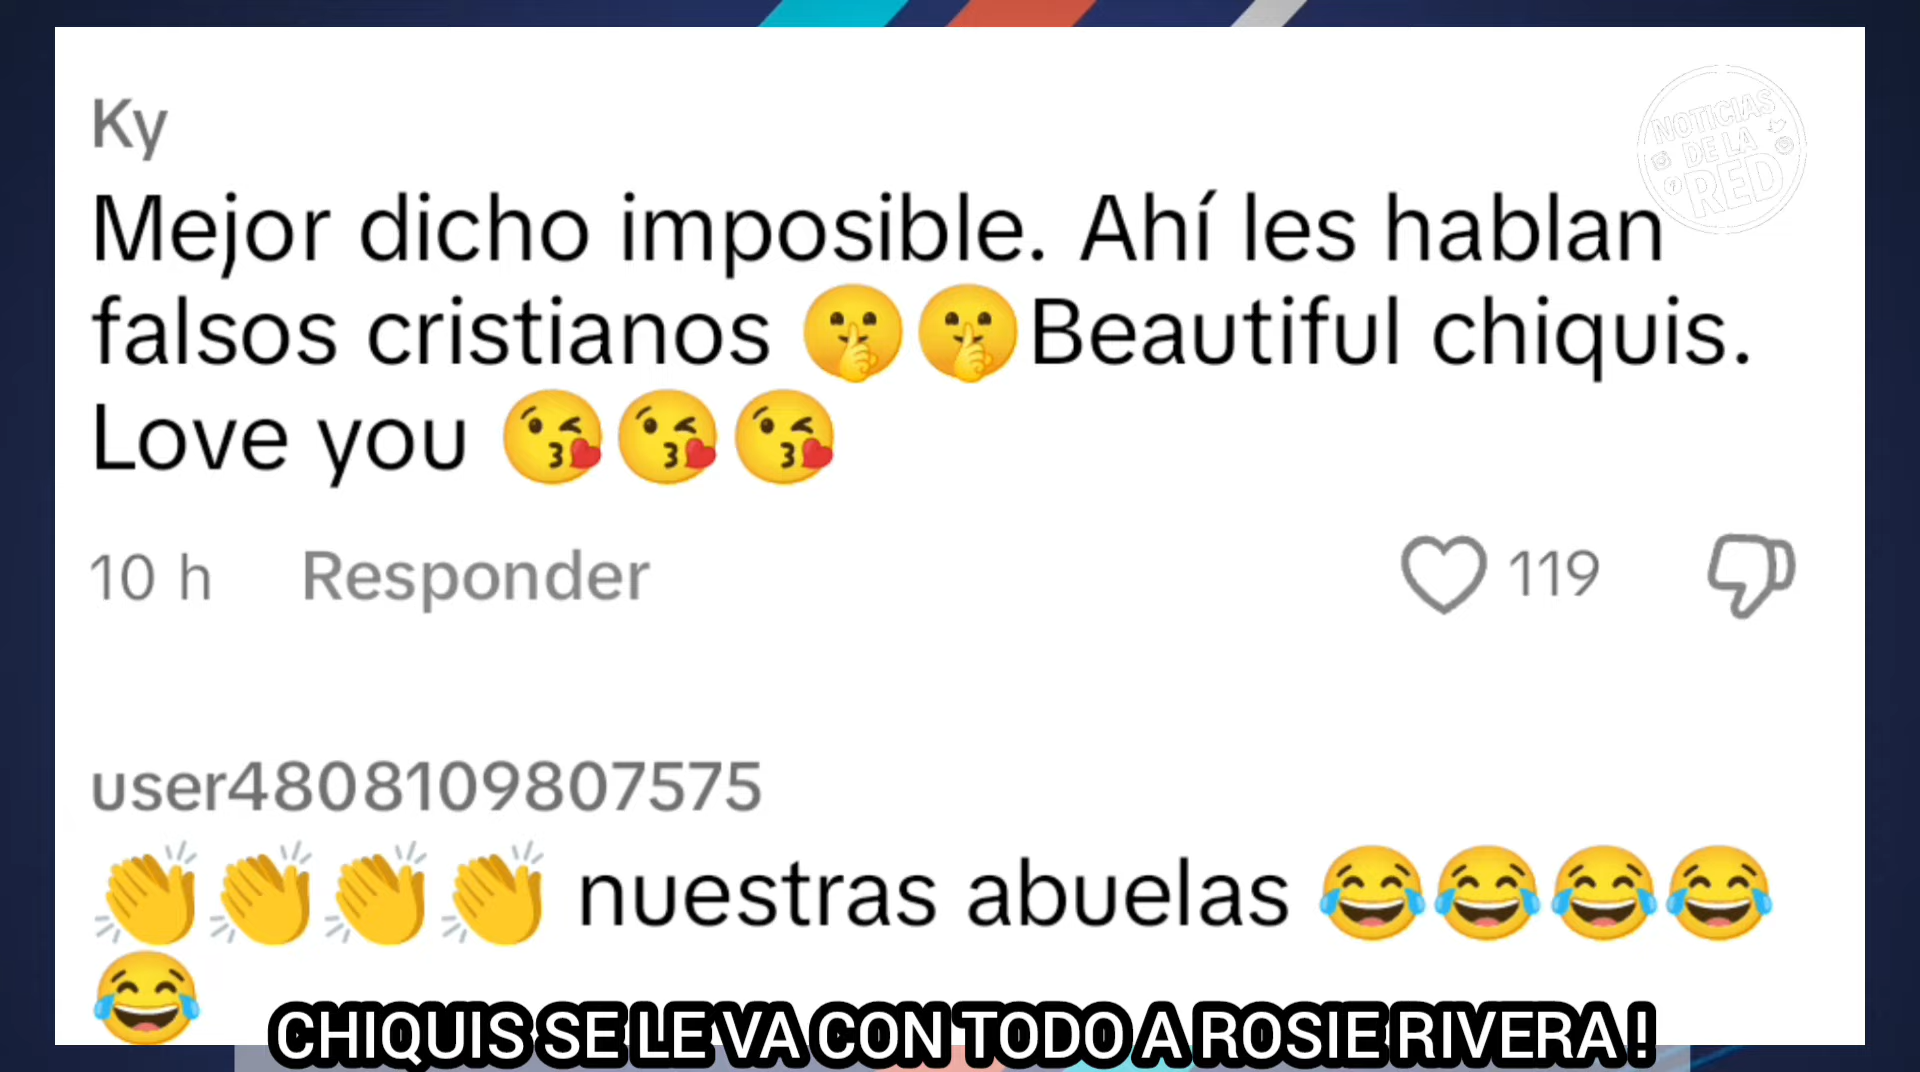 Ky
NOTICIAS
DE LA
RED
Mejor dicho imposible. Ahí les hablan
falsos cristianos 🤫🤫Beautiful chiquis.
Love you 😘😘😘
10 h Responder 119
user4808109807575
👏👏👏👏 nuestras abuelas 😂😂😂😂
😂
CHIQUIS SE LE VA CON TODO A ROSIE RIVERA !